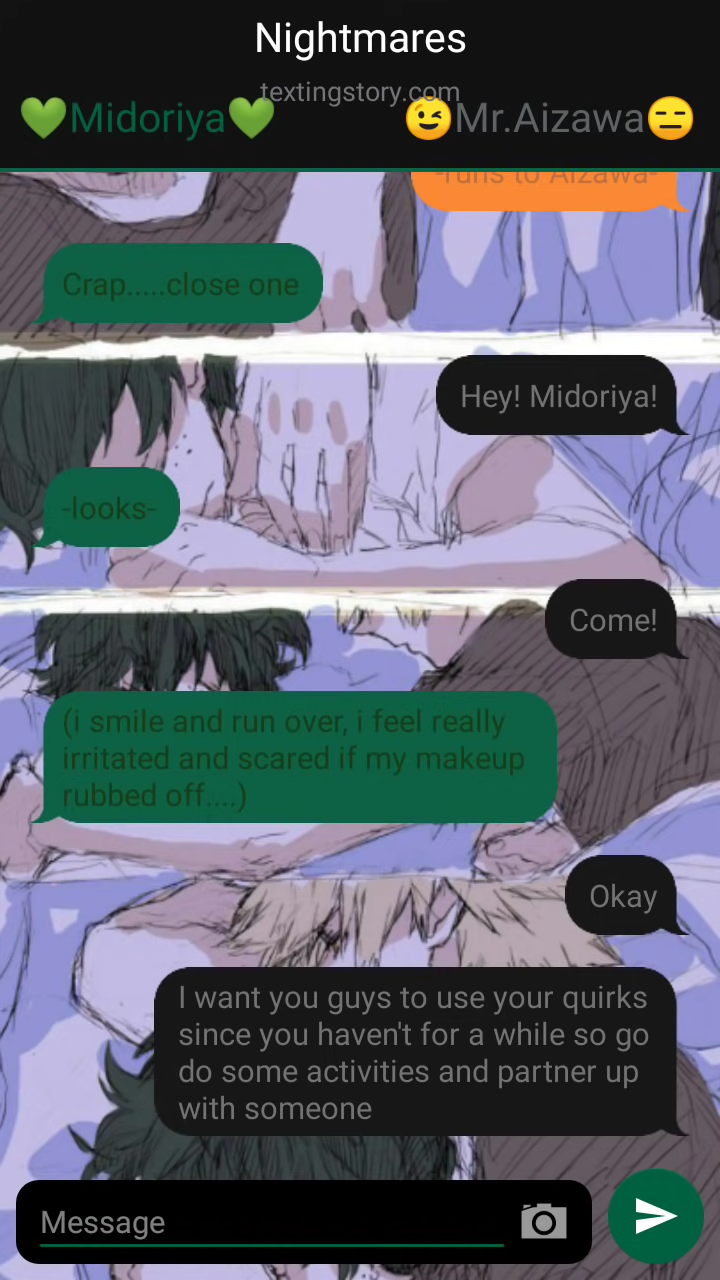 Nightmares
textingstory.com
💚Midoriya💚
😉Mr.Aizawa😑
-runs to Aizawa-
Crap.....close one
Hey! Midoriya!
-looks-
Come!
(i smile and run over, i feel really
irritated and scared if my makeup
rubbed off....)
Okay
I want you guys to use your quirks
since you haven't for a while so go
do some activities and partner up
with someone
Message